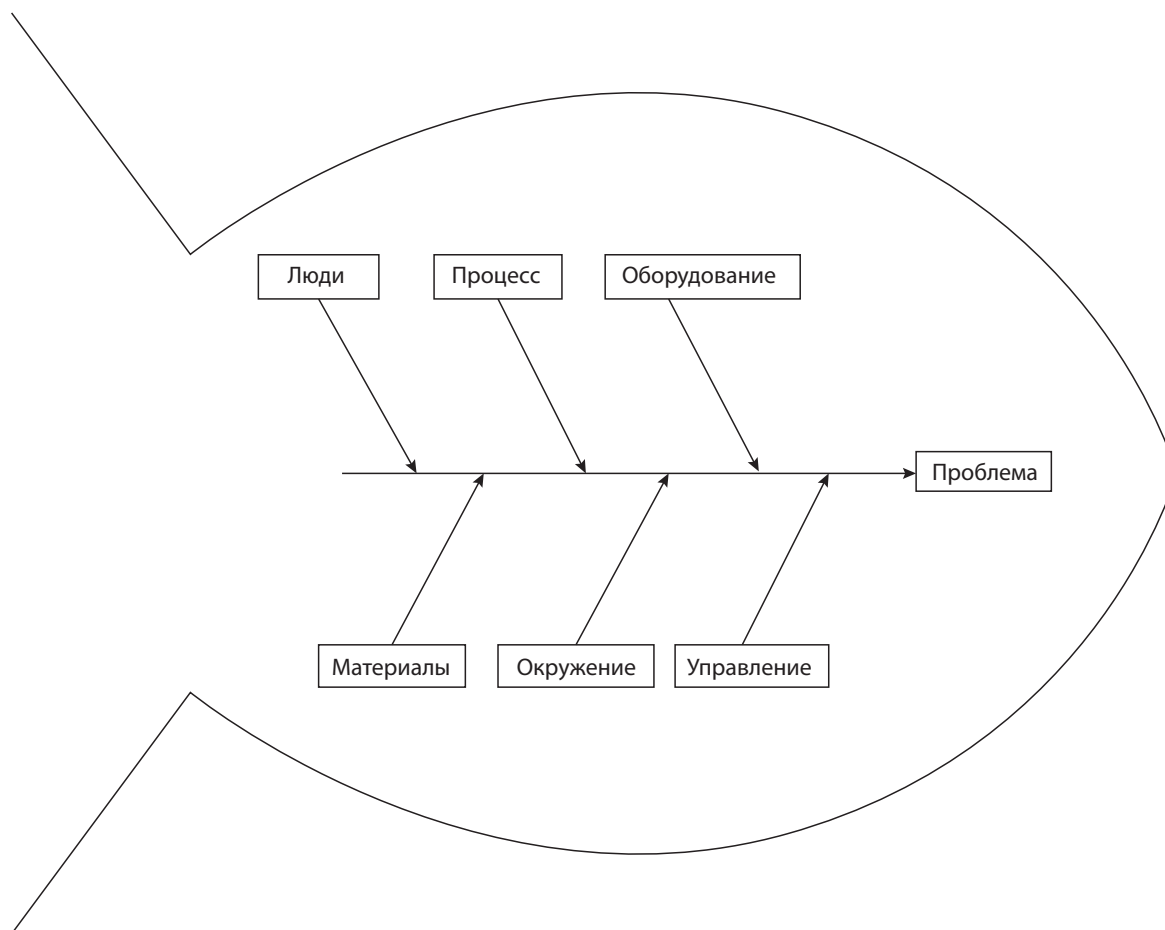 Люди
Процесс
Оборудование
Проблема
Материалы
Окружение
Управление